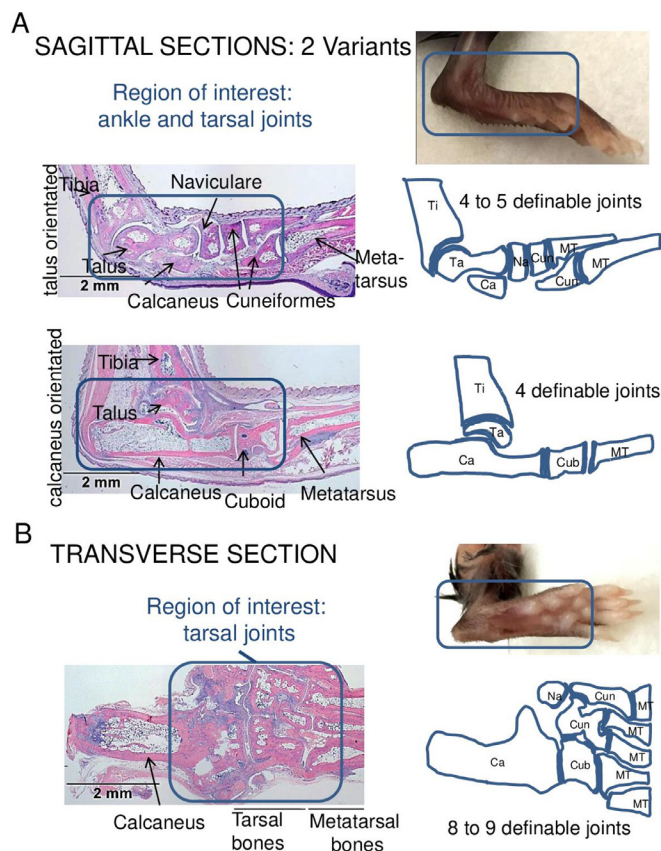 A
SAGITTAL SECTIONS: 2 Variants
Region of interest:
ankle and tarsal joints
talus orientated
Tibia
Naviculare
Talus
Calcaneus
Cuneiformes
Meta-
tarsus
2 mm
4 to 5 definable joints
Ti
Ta
Ca
Na
Cun
Cun
MT
MT
calcaneus orientated
Tibia
Talus
Calcaneus
Cuboid
Metatarsus
2 mm
4 definable joints
Ti
Ta
Ca
Cub
MT
B
TRANSVERSE SECTION
Region of interest:
tarsal joints
2 mm
Calcaneus
Tarsal
bones
Metatarsal
bones
Na
Cun
MT
Cun
MT
Ca
Cub
MT
MT
MT
8 to 9 definable joints